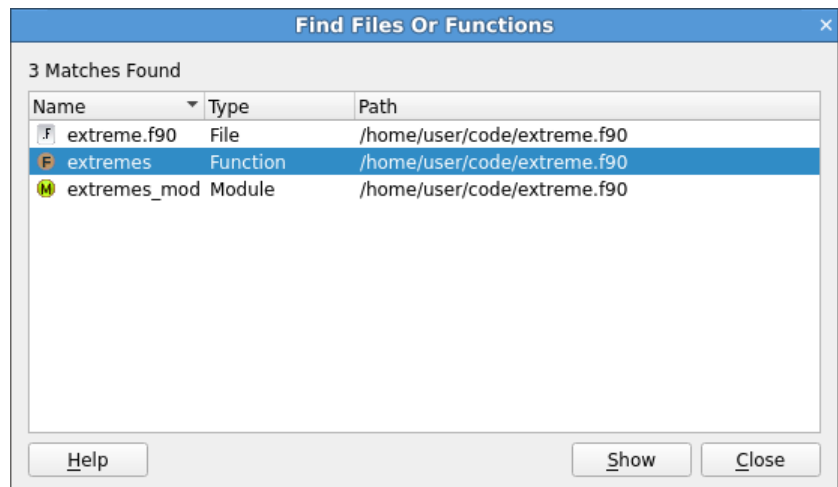 Find Files Or Functions ×
3 Matches Found
Name Type Path
.F extreme.f90 File /home/user/code/extreme.f90
F extremes Function /home/user/code/extreme.f90
M extremes_mod Module /home/user/code/extreme.f90
Help Show Close